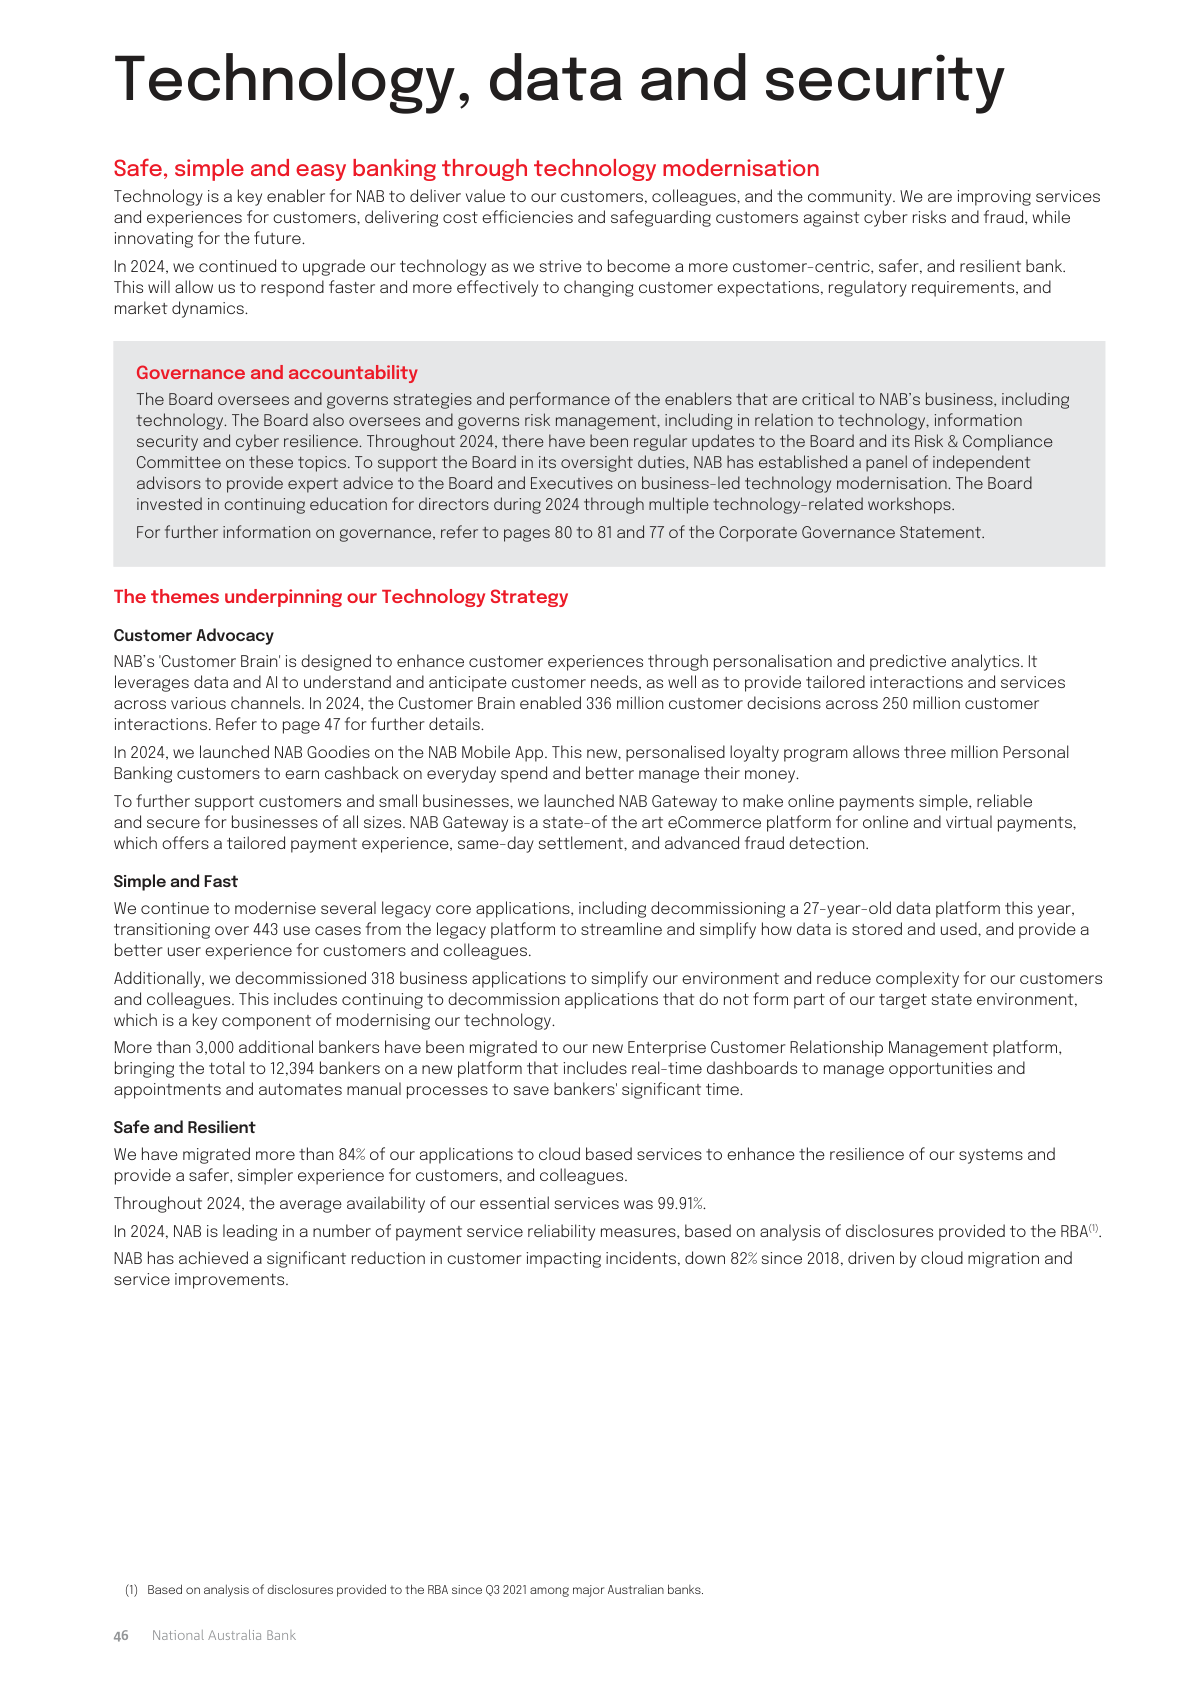 Technology, data and security
Safe, simple and easy banking through technology modernisation
Technology is a key enabler for NAB to deliver value to our customers, colleagues, and the community. We are improving services
and experiences for customers, delivering cost efficiencies and safeguarding customers against cyber risks and fraud, while
innovating for the future.
In 2024, we continued to upgrade our technology as we strive to become a more customer-centric, safer, and resilient bank.
This will allow us to respond faster and more effectively to changing customer expectations, regulatory requirements, and
market dynamics.
Governance and accountability
The Board oversees and governs strategies and performance of the enablers that are critical to NAB's business, including
technology. The Board also oversees and governs risk management, including in relation to technology, information
security and cyber resilience. Throughout 2024, there have been regular updates to the Board and its Risk & Compliance
Committee on these topics. To support the Board in its oversight duties, NAB has established a panel of independent
advisors to provide expert advice to the Board and Executives on business-led technology modernisation. The Board
invested in continuing education for directors during 2024 through multiple technology-related workshops.
For further information on governance, refer to pages 80 to 81 and 77 of the Corporate Governance Statement.
The themes underpinning our Technology Strategy
Customer Advocacy
NAB's 'Customer Brain' is designed to enhance customer experiences through personalisation and predictive analytics. It
leverages data and AI to understand and anticipate customer needs, as well as to provide tailored interactions and services
across various channels. In 2024, the Customer Brain enabled 336 million customer decisions across 250 million customer
interactions. Refer to page 47 for further details.
In 2024, we launched NAB Goodies on the NAB Mobile App. This new, personalised loyalty program allows three million Personal
Banking customers to earn cashback on everyday spend and better manage their money.
To further support customers and small businesses, we launched NAB Gateway to make online payments simple, reliable
and secure for businesses of all sizes. NAB Gateway is a state-of the art eCommerce platform for online and virtual payments,
which offers a tailored payment experience, same-day settlement, and advanced fraud detection.
Simple and Fast
We continue to modernise several legacy core applications, including decommissioning a 27-year-old data platform this year,
transitioning over 443 use cases from the legacy platform to streamline and simplify how data is stored and used, and provide a
better user experience for customers and colleagues.
Additionally, we decommissioned 318 business applications to simplify our environment and reduce complexity for our customers
and colleagues. This includes continuing to decommission applications that do not form part of our target state environment,
which is a key component of modernising our technology.
More than 3,000 additional bankers have been migrated to our new Enterprise Customer Relationship Management platform,
bringing the total to 12,394 bankers on a new platform that includes real-time dashboards to manage opportunities and
appointments and automates manual processes to save bankers' significant time.
Safe and Resilient
We have migrated more than 84% of our applications to cloud based services to enhance the resilience of our systems and
provide a safer, simpler experience for customers, and colleagues.
Throughout 2024, the average availability of our essential services was 99.91%.
In 2024, NAB is leading in a number of payment service reliability measures, based on analysis of disclosures provided to the RBA(1).
NAB has achieved a significant reduction in customer impacting incidents, down 82% since 2018, driven by cloud migration and
service improvements.
(1) Based on analysis of disclosures provided to the RBA since Q3 2021 among major Australian banks.
46 National Australia Bank